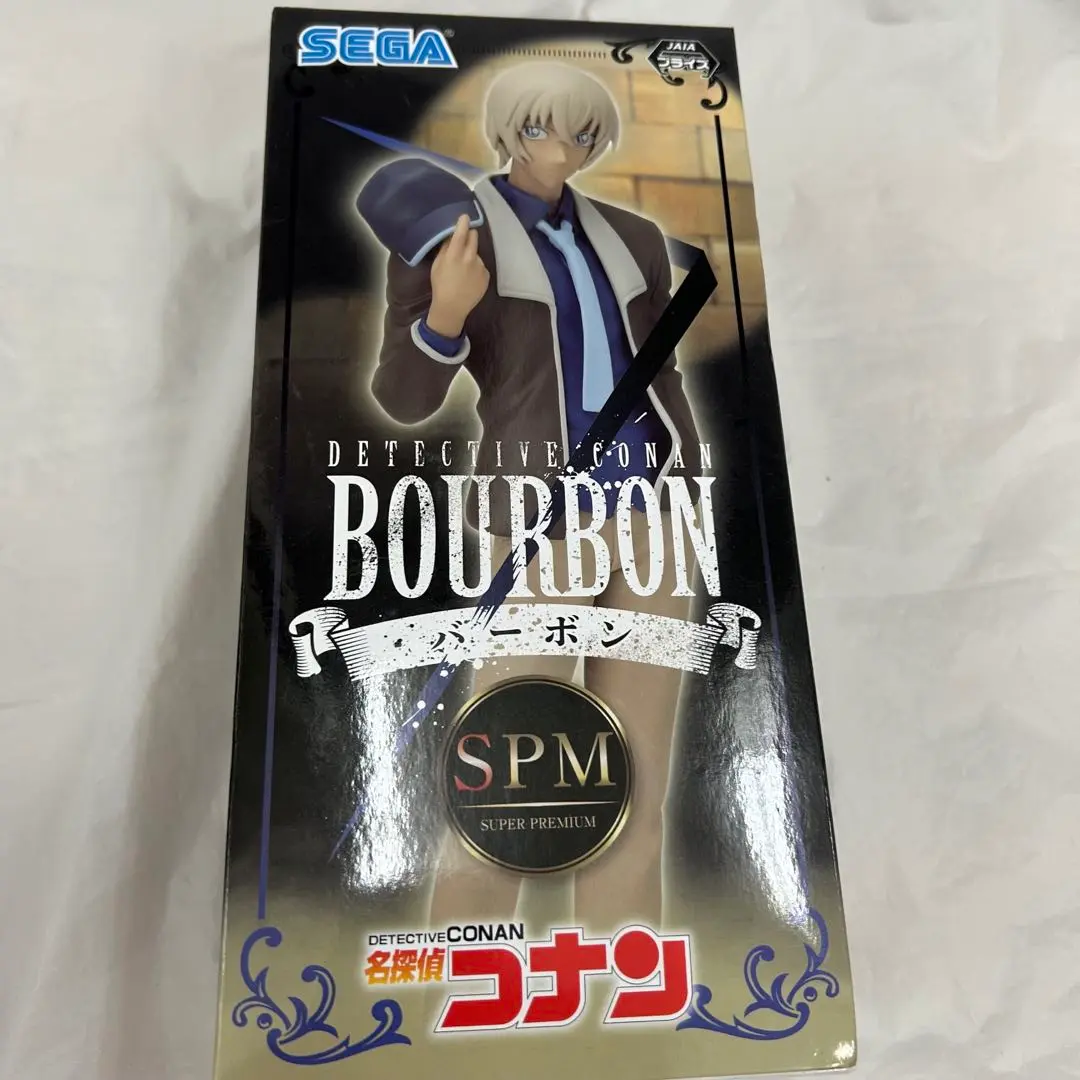 SEGA®
JAIA
プライズ
DETECTIVE CONAN
BOURBON
バーボン
SPM
SUPER PREMIUM
DETECTIVE CONAN
名探偵
コナン